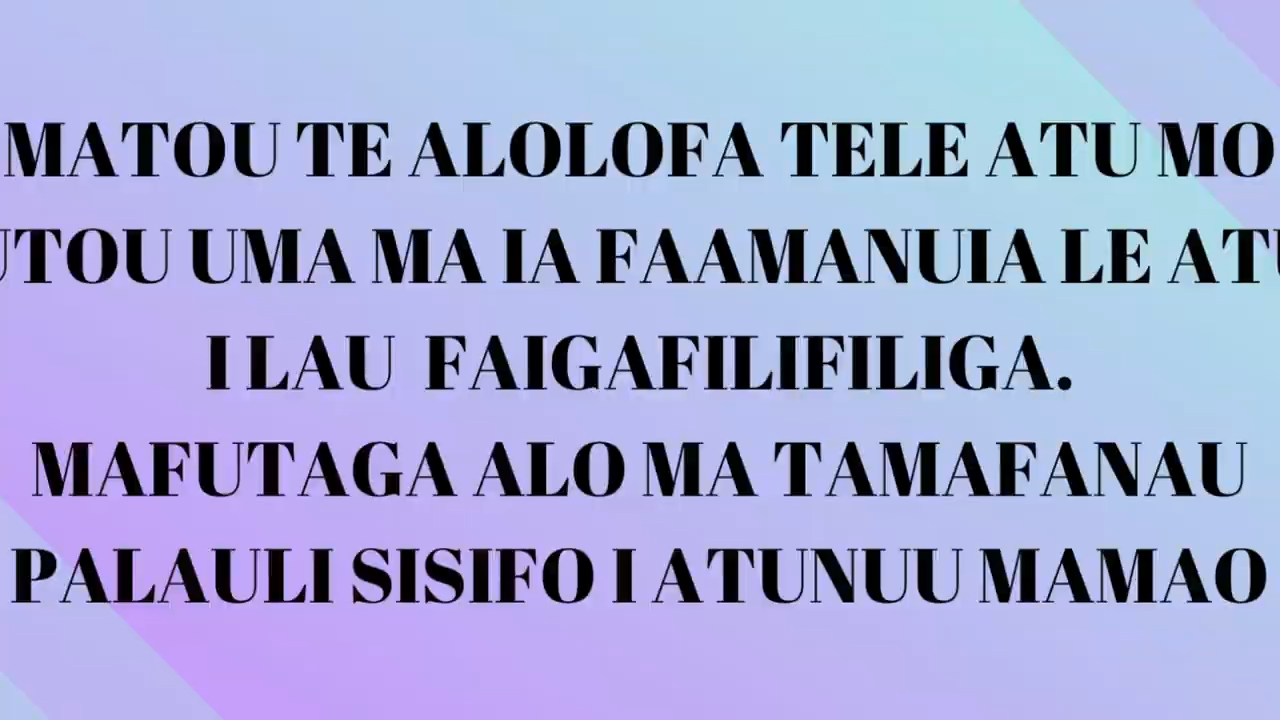 MATOU TE ALOLOFA TELE ATU MO
UTOU UMA MA IA FAAMANUIA LE ATU
I LAU FAIGAFILIFILIGA.
MAFUTAGA ALO MA TAMAFANAU
PALAULI SISIFO I ATUNUU MAMAO